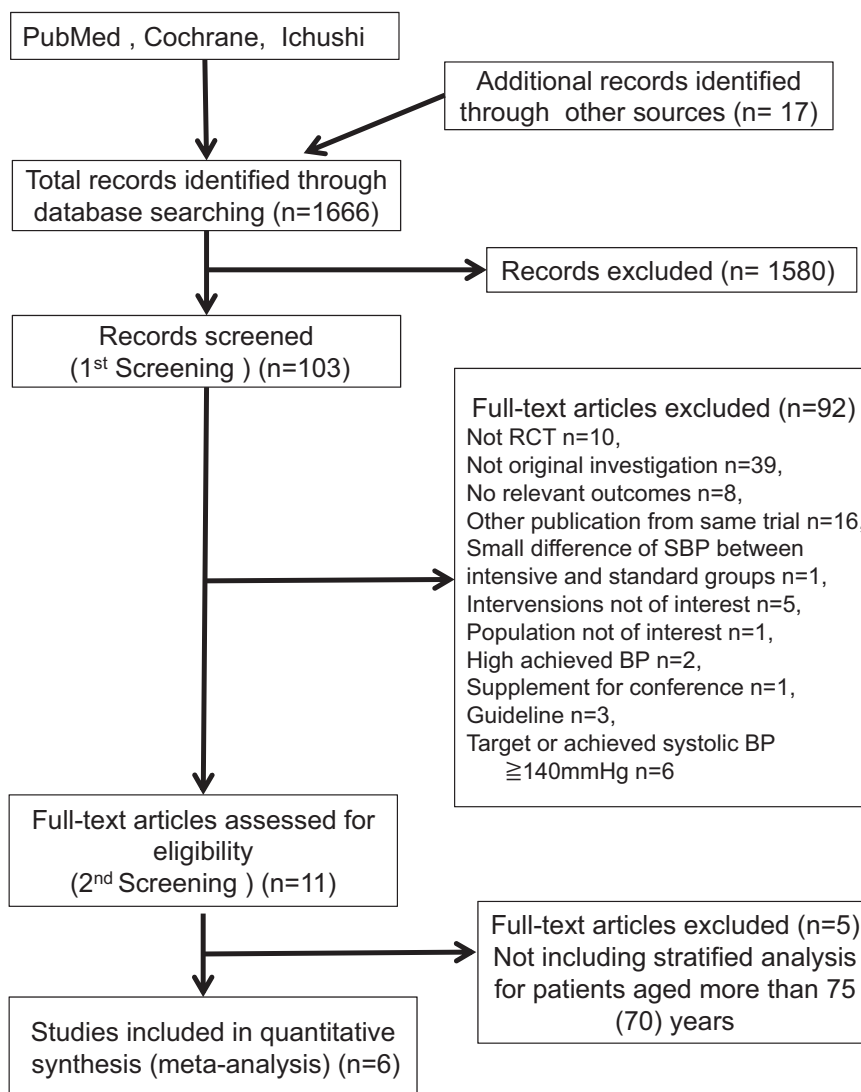 PubMed , Cochrane, Ichushi
Additional records identified
through other sources (n= 17)
Total records identified through
database searching (n=1666)
Records excluded (n= 1580)
Records screened
(1st Screening ) (n=103)
Full-text articles excluded (n=92)
Not RCT n=10,
Not original investigation n=39,
No relevant outcomes n=8,
Other publication from same trial n=16,
Small difference of SBP between
intensive and standard groups n=1,
Intervensions not of interest n=5,
Population not of interest n=1,
High achieved BP n=2,
Supplement for conference n=1,
Guideline n=3,
Target or achieved systolic BP
≧140mmHg n=6
Full-text articles assessed for
eligibility
(2nd Screening ) (n=11)
Full-text articles excluded (n=5)
Not including stratified analysis
for patients aged more than 75
(70) years
Studies included in quantitative
synthesis (meta-analysis) (n=6)